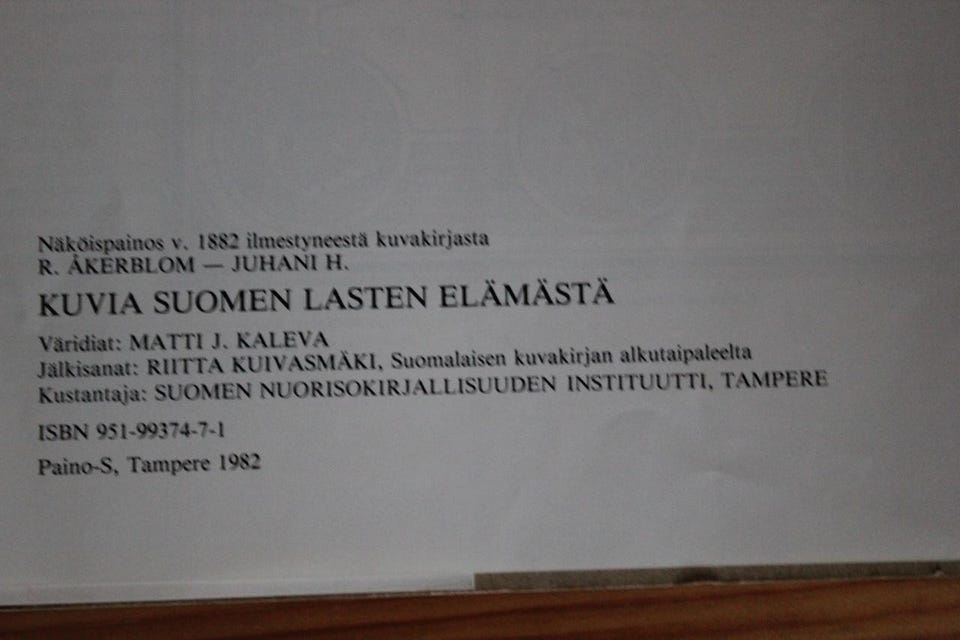 Näköispainos v. 1882 ilmestyneestä kuvakirjasta
R. ÅKERBLOM — JUHANI H.
KUVIA SUOMEN LASTEN ELÄMÄSTÄ
Väridiat: MATTI J. KALEVA
Jälkisanat: RIITTA KUIVASMÄKI, Suomalaisen kuvakirjan alkutaipaleelta
Kustantaja: SUOMEN NUORISOKIRJALLISUUDEN INSTITUUTTI, TAMPERE
ISBN 951-99374-7-1
Paino-S, Tampere 1982